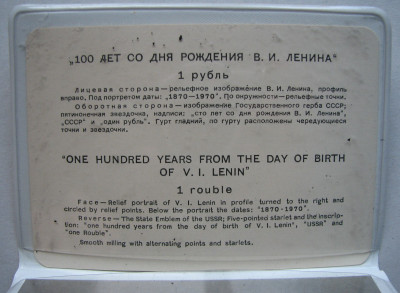 „100 ЛЕТ СО ДНЯ РОЖДЕНИЯ В. И. ЛЕНИНА"
1 рубль
Лицевая сторона—рельефное изображение В. И. Ленина, профиль
вправо. Под портретом даты: „1870—1970". По окружности—рельефные точки.
Оборотная сторона—изображение Государственного герба СССР;
пятиконечная звездочка, надписи; „сто лет со дня рождения В. И. Ленина",
„СССР" и „один рубль". Гурт гладкий, по гурту расположены чередующиеся
точки и звездочки.
"ONE HUNDRED YEARS FROM THE DAY OF BIRTH
OF V. I. LENIN"
1 rouble
Face—Relief portrait of V. I. Lenin in profile turned to the right and
circled by relief points. Below the portrait the dates: "1870-1970".
Reverse—The State Emblem of the USSR; Five-pointed starlet and the inscrip-
tion: "one hundred years from the day of birth of V. I. Lenin", "USSR" and
"one Rouble".
Smooth milling with alternating points and starlets.